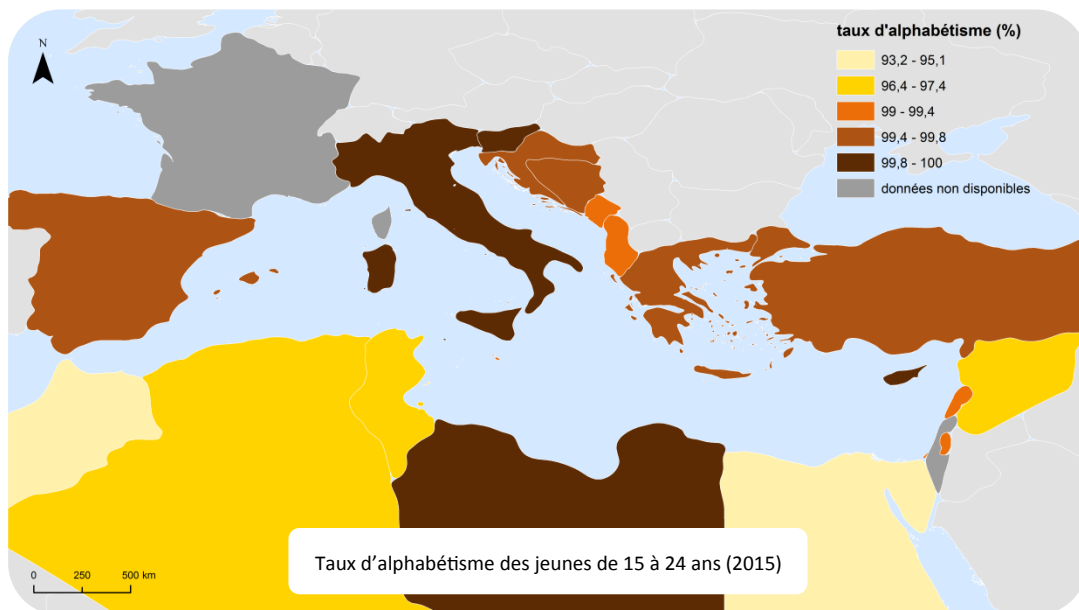 N
taux d'alphabétisme (%)
93,2 - 95,1
96,4 - 97,4
99 - 99,4
99,4 - 99,8
99,8 - 100
données non disponibles
Taux d'alphabétisme des jeunes de 15 à 24 ans (2015)
0 250 500 km